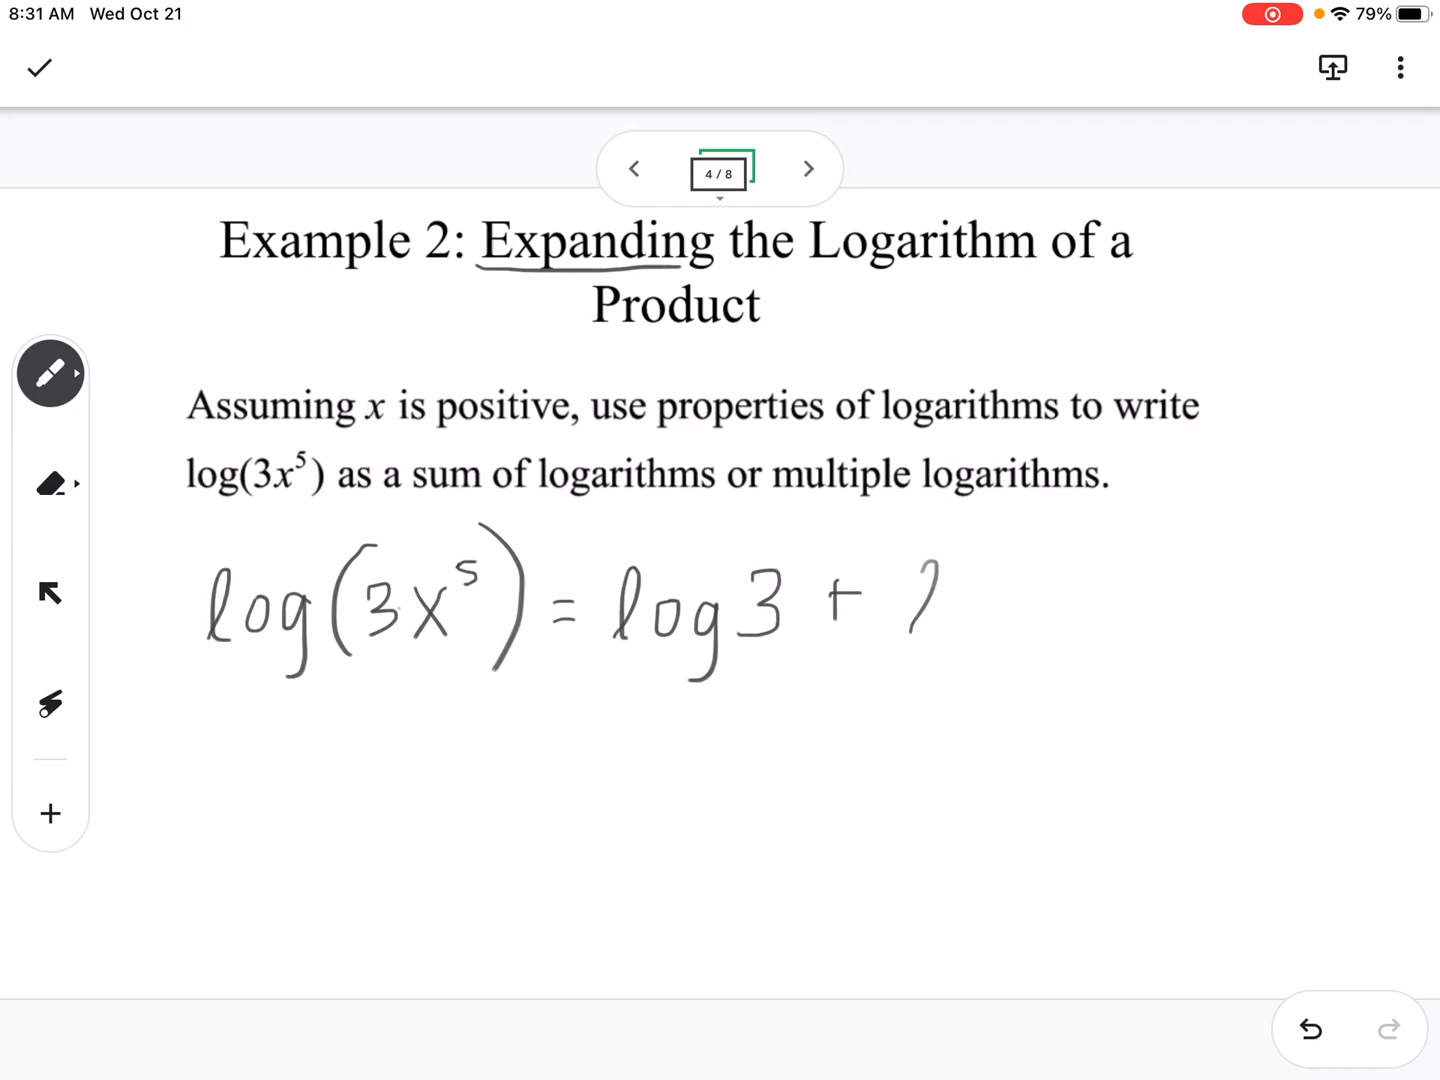 8:31 AM Wed Oct 21 79%
4 / 8
Example 2: Expanding the Logarithm of a
Product
Assuming x is positive, use properties of logarithms to write
log(3x⁵) as a sum of logarithms or multiple logarithms.
log(3x⁵) = log3 + ?